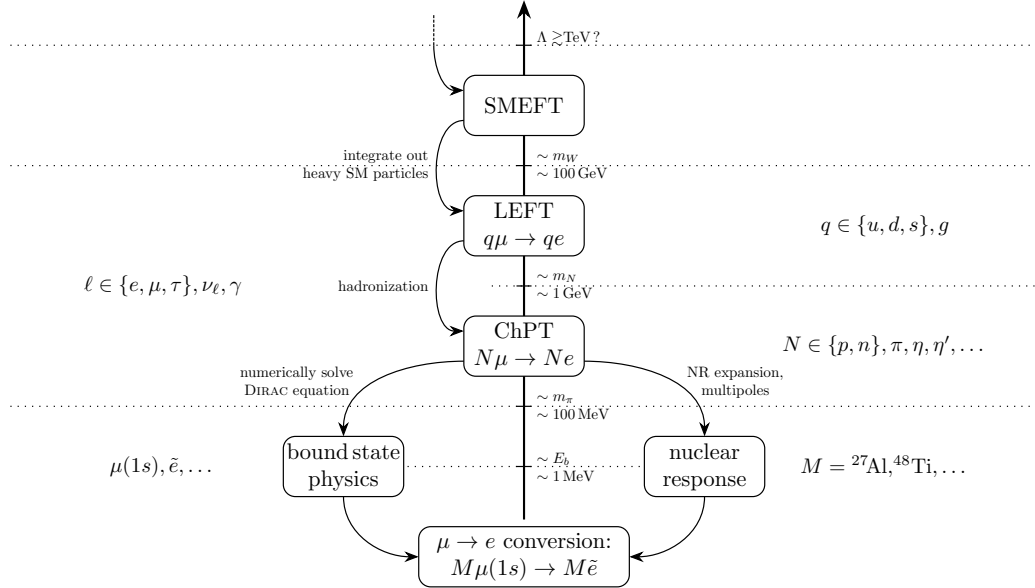 Λ ≳TeV?
SMEFT
integrate out
heavy SM particles
∼ m_W
∼ 100 GeV
LEFT
qμ → qe
q ∈ {u, d, s}, g
ℓ ∈ {e, μ, τ}, ν_ℓ, γ
hadronization
∼ m_N
∼ 1 GeV
ChPT
Nμ → Ne
N ∈ {p, n}, π, η, η′, …
numerically solve
DIRAC equation
NR expansion,
multipoles
∼ m_π
∼ 100 MeV
μ(1s), ẽ, …
bound state
physics
∼ E_b
∼ 1 MeV
nuclear
response
M = ²⁷Al,⁴⁸Ti, …
μ → e conversion:
Mμ(1s) → Mẽ